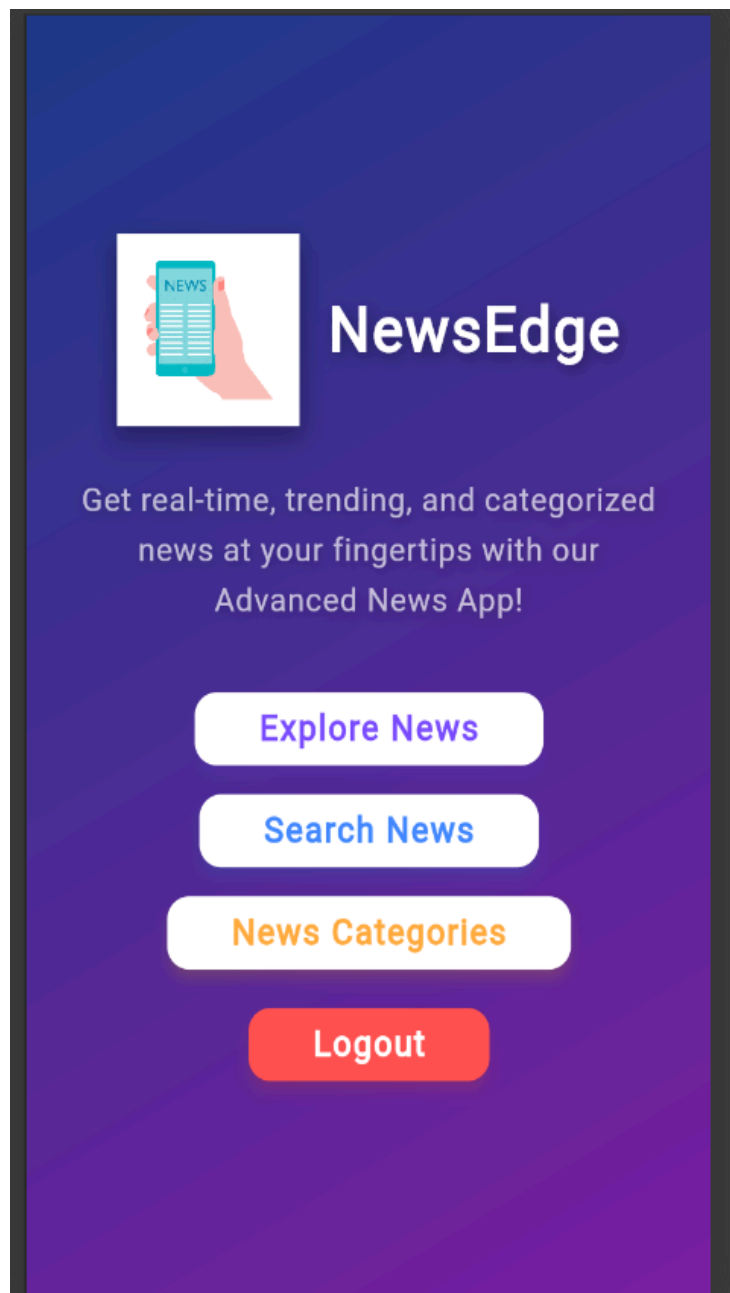 NEWS
NewsEdge
Get real-time, trending, and categorized
news at your fingertips with our
Advanced News App!
Explore News
Search News
News Categories
Logout